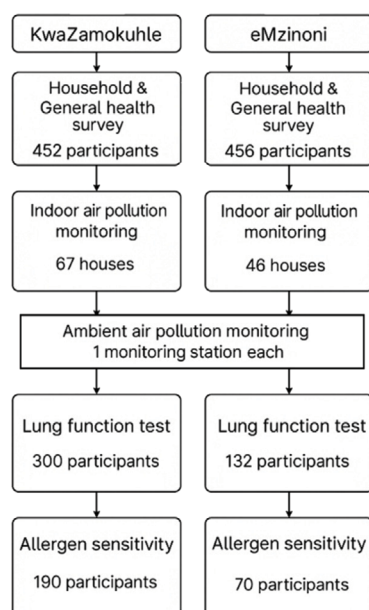 KwaZamokuhle
eMzinoni
Household &
General health
survey
452 participants
Household &
General health
survey
456 participants
Indoor air pollution
monitoring
67 houses
Indoor air pollution
monitoring
46 houses
Ambient air pollution monitoring
1 monitoring station each
Lung function test
300 participants
Lung function test
132 participants
Allergen sensitivity
190 participants
Allergen sensitivity
70 participants